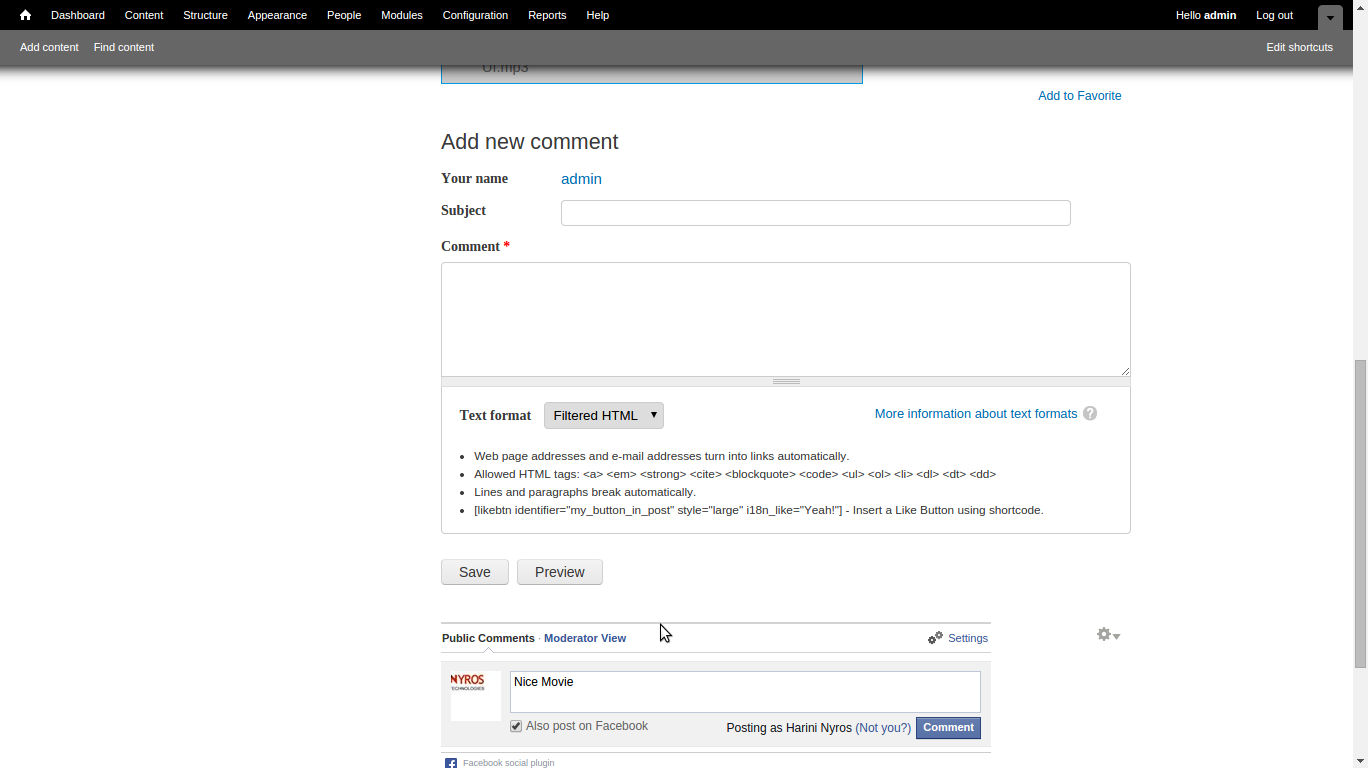 Dashboard Content Structure Appearance People Modules Configuration Reports Help Hello admin Log out
Add content Find content Edit shortcuts
Ur.mp3
Add to Favorite
Add new comment
Your name admin
Subject
Comment *
Text format Filtered HTML More information about text formats ?
Web page addresses and e-mail addresses turn into links automatically.
Allowed HTML tags: <a> <em> <strong> <cite> <blockquote> <code> <ul> <ol> <li> <dl> <dt> <dd>
Lines and paragraphs break automatically.
[likebtn identifier="my_button_in_post" style="large" i18n_like="Yeah!"] - Insert a Like Button using shortcode.
Save Preview
Public Comments · Moderator View Settings
NYROS
TECHNOLOGIES
Nice Movie
Also post on Facebook Posting as Harini Nyros (Not you?) Comment
Facebook social plugin